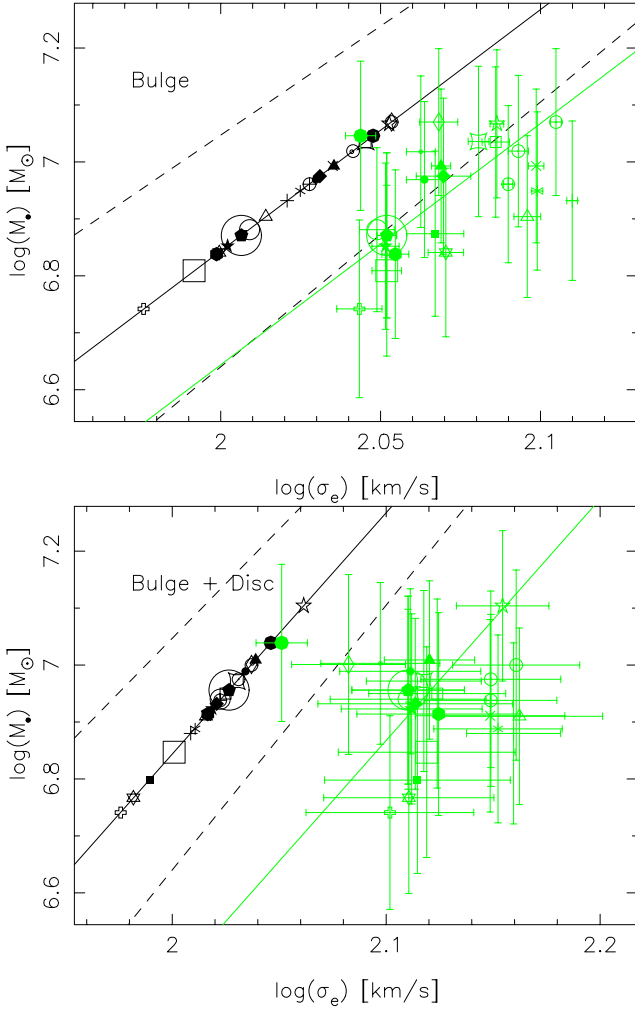 Bulge
log(M•) [M⊙]
7.2
7
6.8
6.6
2
2.05
2.1
log(σe) [km/s]
Bulge + Disc
log(M•) [M⊙]
7.2
7
6.8
6.6
2
2.1
2.2
log(σe) [km/s]